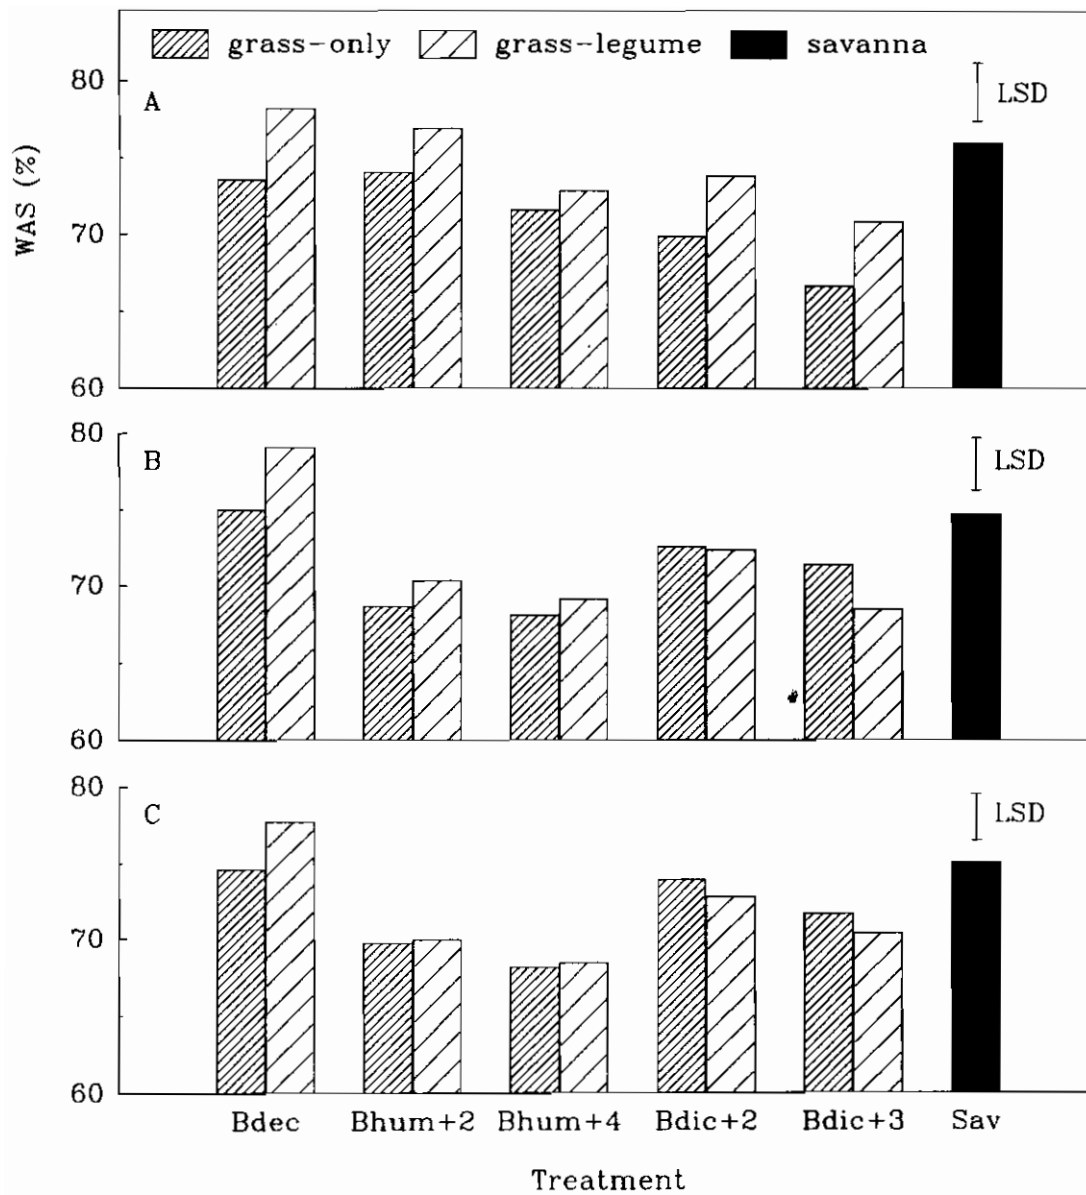 grass-only grass-legume savanna
80
A
LSD
WAS (%)
70
60
80
B
LSD
70
60
80
C
LSD
70
60
Bdec Bhum+2 Bhum+4 Bdic+2 Bdic+3 Sav
Treatment